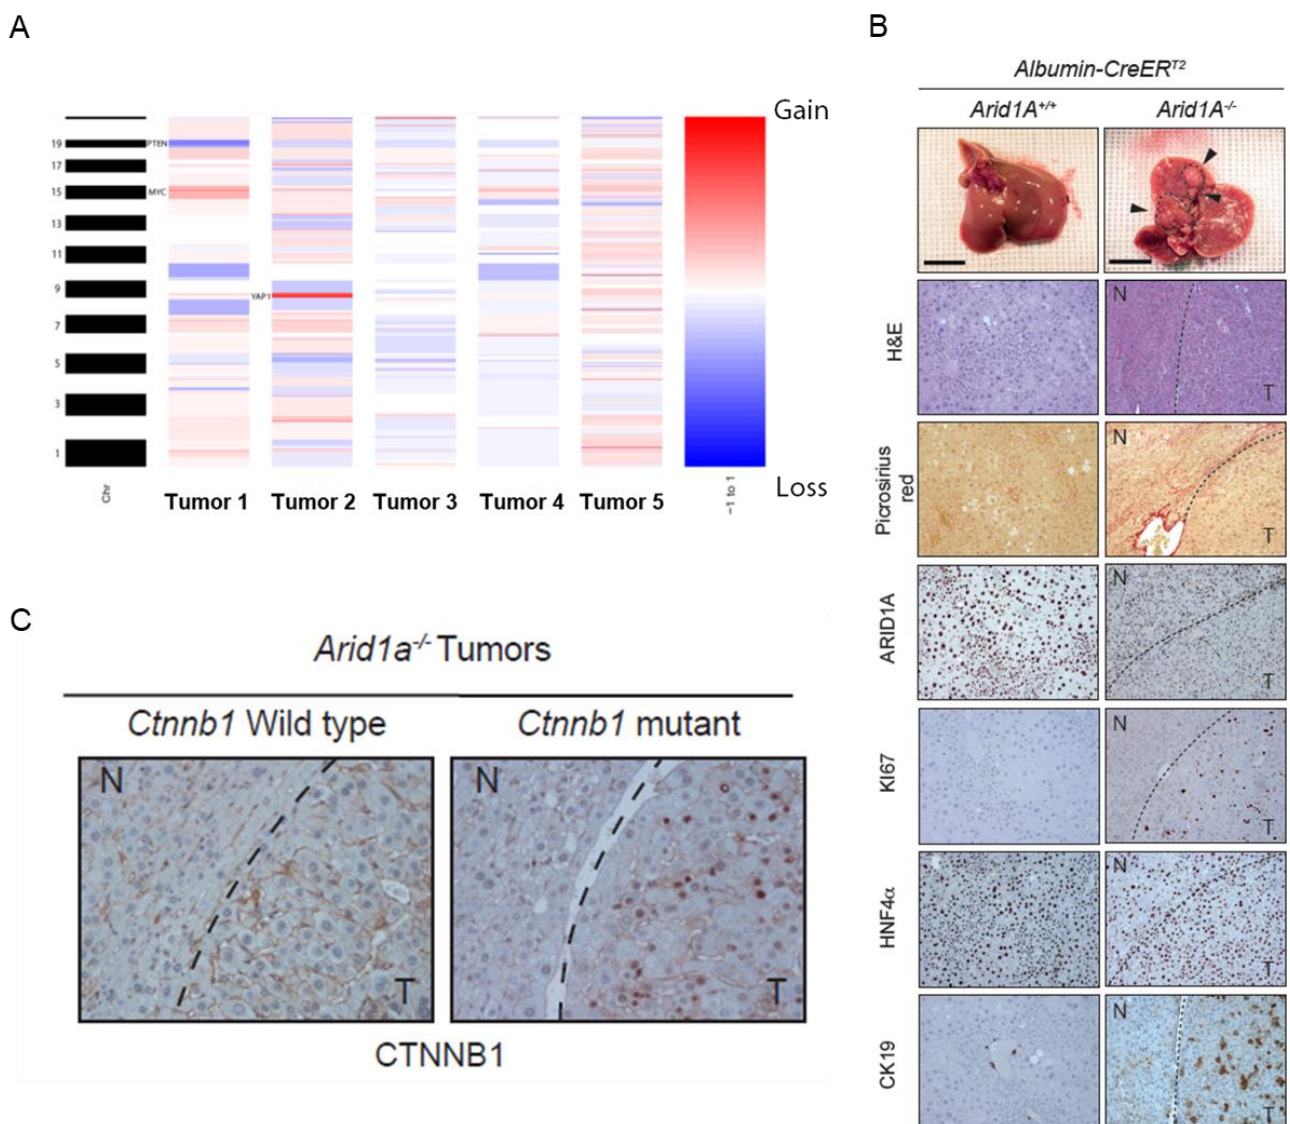 A
Gain
19
PTEN
17
15
MYC
13
11
9
YAP1
7
5
3
1
Chr
Tumor 1
Tumor 2
Tumor 3
Tumor 4
Tumor 5
−1 to 1
Loss
B
Albumin-CreERT2
Arid1A+/+
Arid1A-/-
H&E
N
T
Picrosirius
red
N
T
ARID1A
N
T
KI67
N
T
HNF4α
N
T
CK19
N
T
C
Arid1a-/- Tumors
Ctnnb1 Wild type
Ctnnb1 mutant
N
T
N
T
CTNNB1